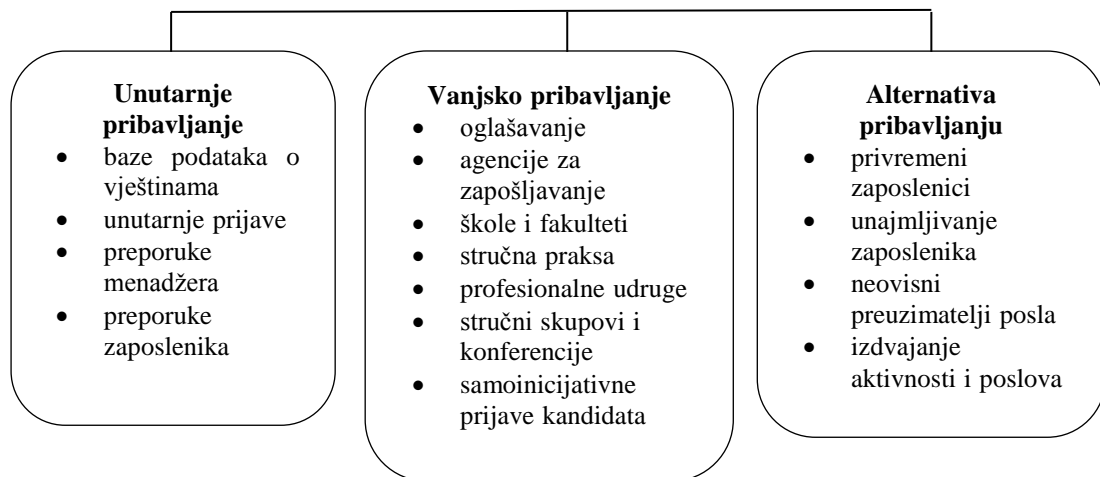 Unutarnje
pribavljanje
• baze podataka o
vještinama
• unutarnje prijave
• preporuke
menadžera
• preporuke
zaposlenika
Vanjsko pribavljanje
• oglašavanje
• agencije za
zapošljavanje
• škole i fakulteti
• stručna praksa
• profesionalne udruge
• stručni skupovi i
konferencije
• samoinicijativne
prijave kandidata
Alternativa
pribavljanju
• privremeni
zaposlenici
• unajmljivanje
zaposlenika
• neovisni
preuzimatelji posla
• izdvajanje
aktivnosti i poslova